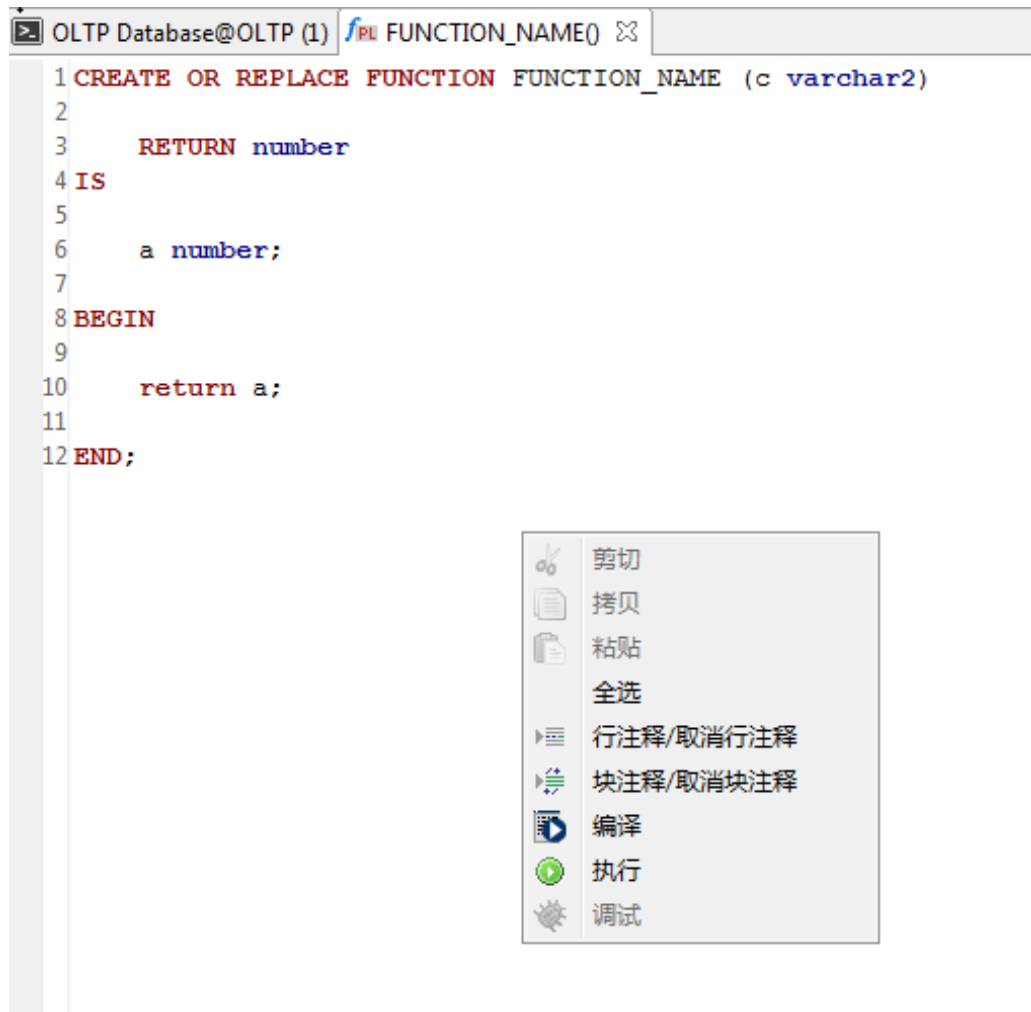 OLTP Database@OLTP (1) fPL FUNCTION_NAME()
1 CREATE OR REPLACE FUNCTION FUNCTION_NAME (c varchar2)
2
3 RETURN number
4 IS
5
6 a number;
7
8 BEGIN
9
10 return a;
11
12 END;
剪切
拷贝
粘贴
全选
行注释/取消行注释
块注释/取消块注释
编译
执行
调试